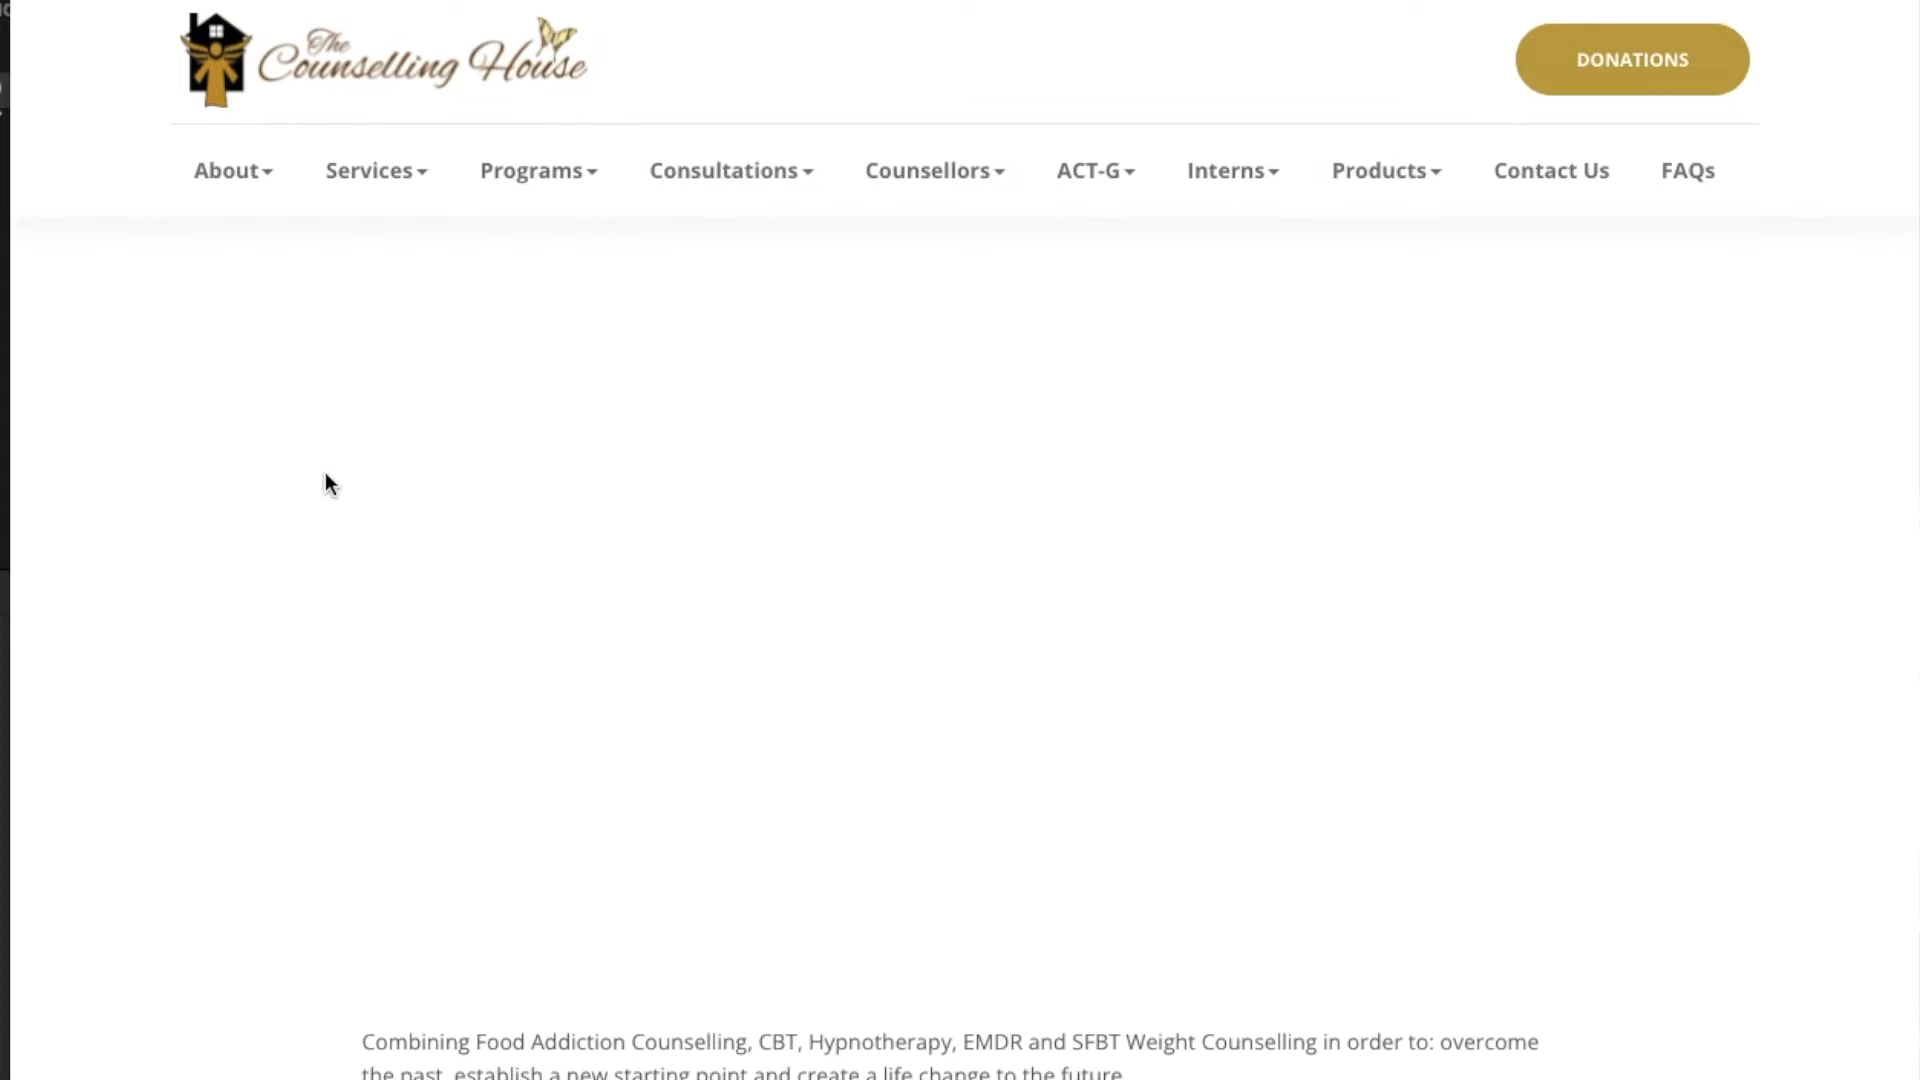 The
Counselling House
DONATIONS
About Services Programs Consultations Counsellors ACT-G Interns Products Contact Us FAQs
Combining Food Addiction Counselling, CBT, Hypnotherapy, EMDR and SFBT Weight Counselling in order to: overcome
the past, establish a new starting point and create a life change to the future.